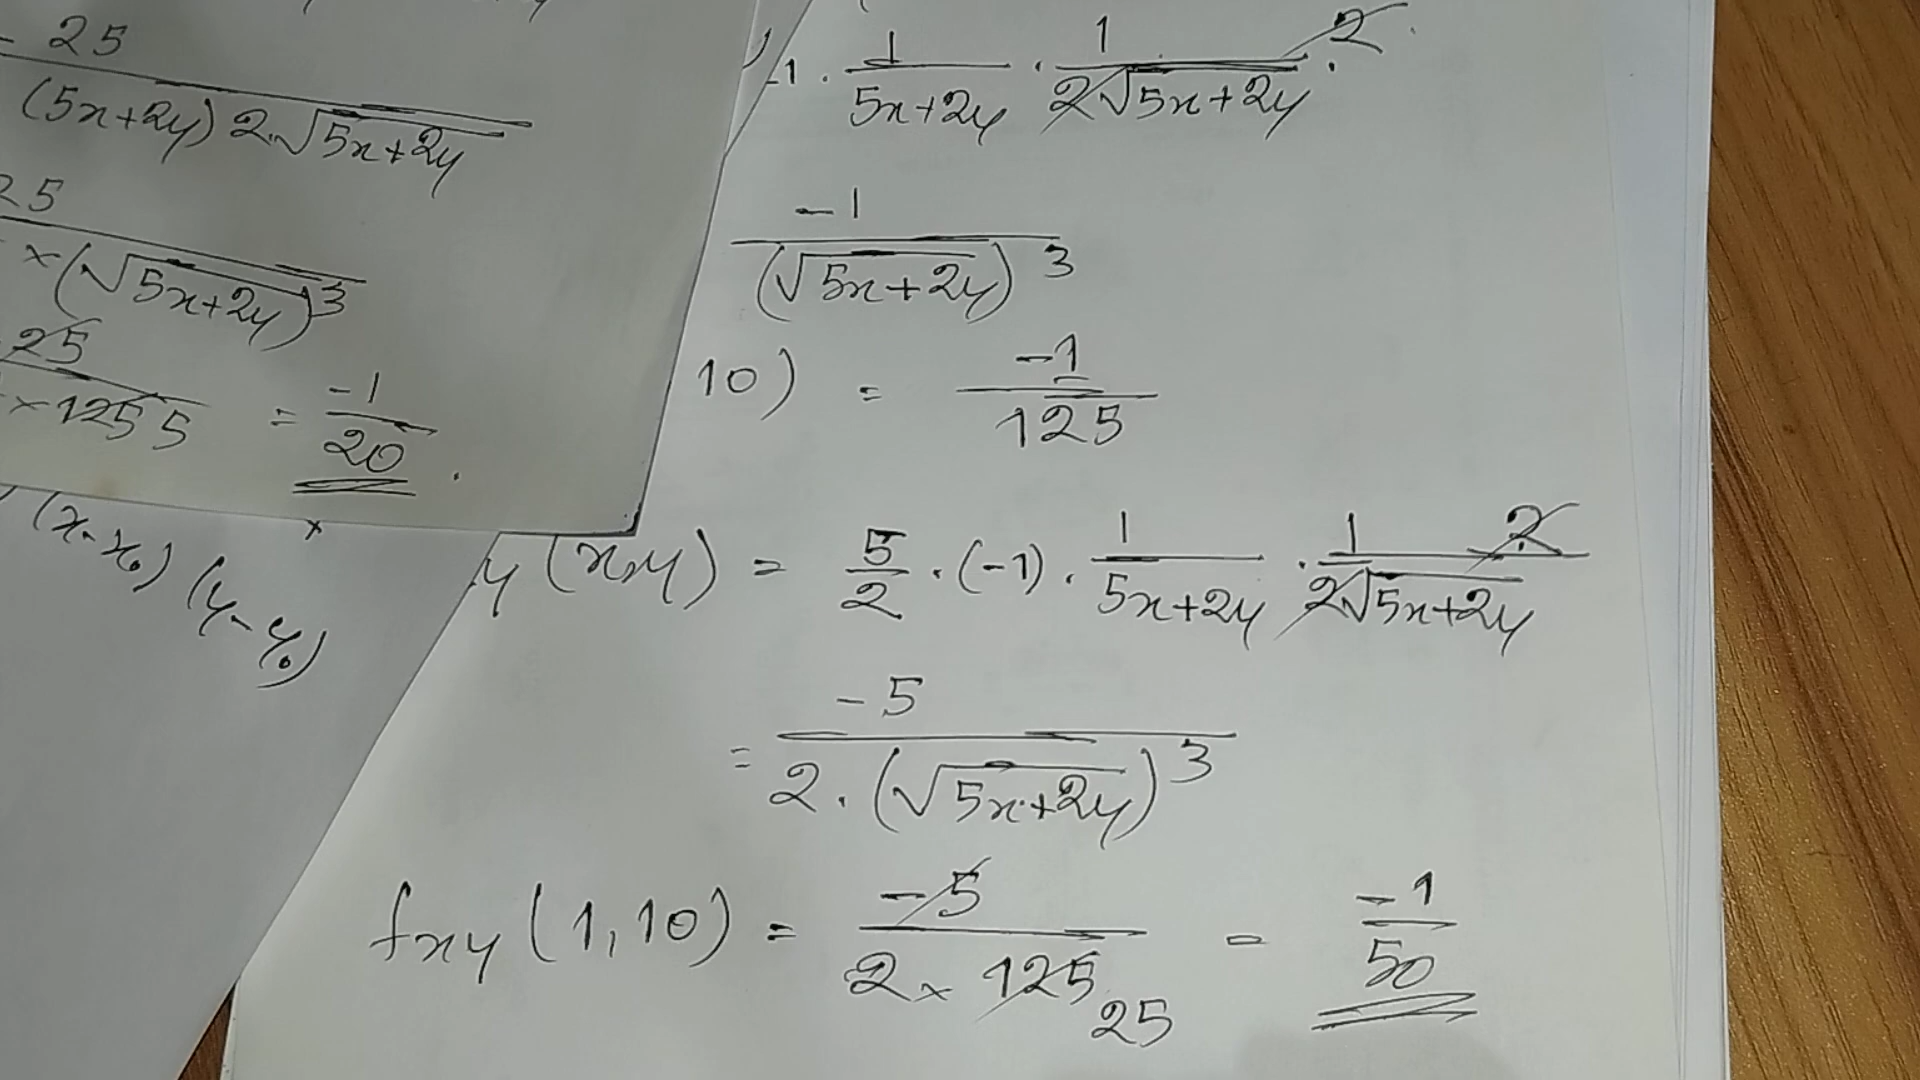 - 25 / (5x+2y) 2.√5x+2y
25 / x(√5x+2y)^3
25 / x 125 5 = -1 / 20 .
(x-x₀) (y-y₀)
-1 . 1 / 5x+2y . 1 / 2√5x+2y . 2
-1 / (√5x+2y)^3
10) = -1 / 125
y (x,y) = 5/2 . (-1) . 1 / 5x+2y . 1 / 2√5x+2y 2
= -5 / 2.(√5x+2y)^3
fxy (1,10) = -5 / 2 x 125 25 = -1 / 50